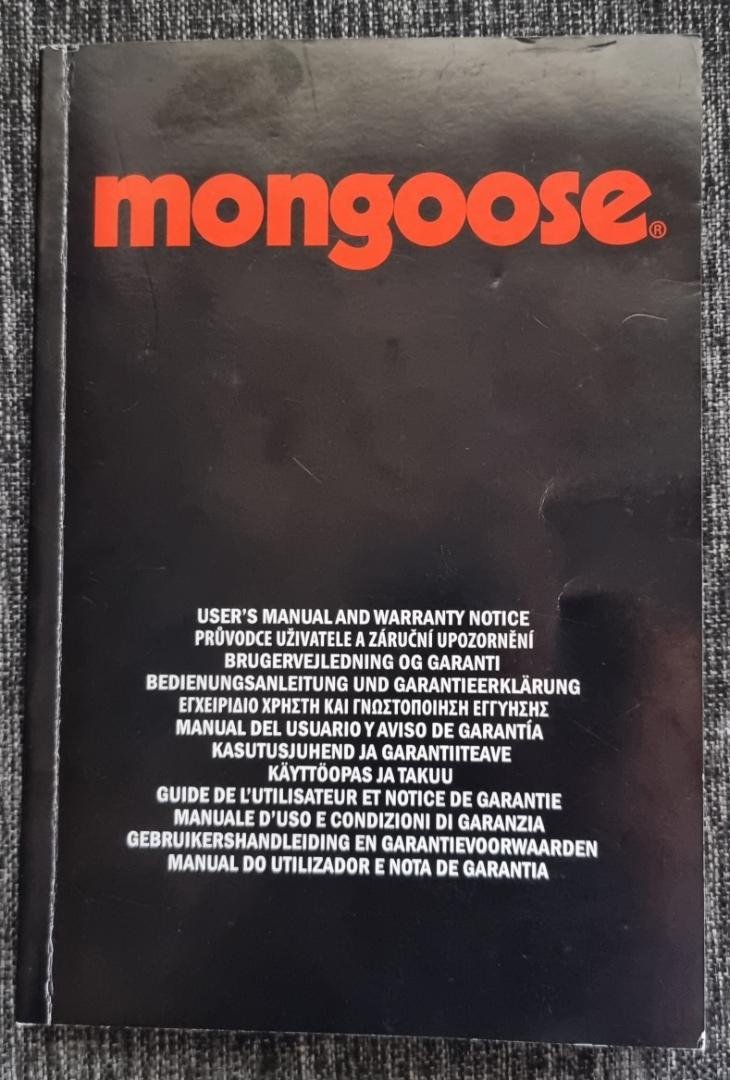 mongoose®
USER'S MANUAL AND WARRANTY NOTICE
PRŮVODCE UŽIVATELE A ZÁRUČNÍ UPOZORNĚNÍ
BRUGERVEJLEDNING OG GARANTI
BEDIENUNGSANLEITUNG UND GARANTIEERKLÄRUNG
ΕΓΧΕΙΡΙΔΙΟ ΧΡΗΣΤΗ ΚΑΙ ΓΝΩΣΤΟΠΟΙΗΣΗ ΕΓΓΥΗΣΗΣ
MANUAL DEL USUARIO Y AVISO DE GARANTÍA
KASUTUSJUHEND JA GARANTIITEAVE
KÄYTTÖOPAS JA TAKUU
GUIDE DE L'UTILISATEUR ET NOTICE DE GARANTIE
MANUALE D'USO E CONDIZIONI DI GARANZIA
GEBRUIKERSHANDLEIDING EN GARANTIEVOORWAARDEN
MANUAL DO UTILIZADOR E NOTA DE GARANTIA